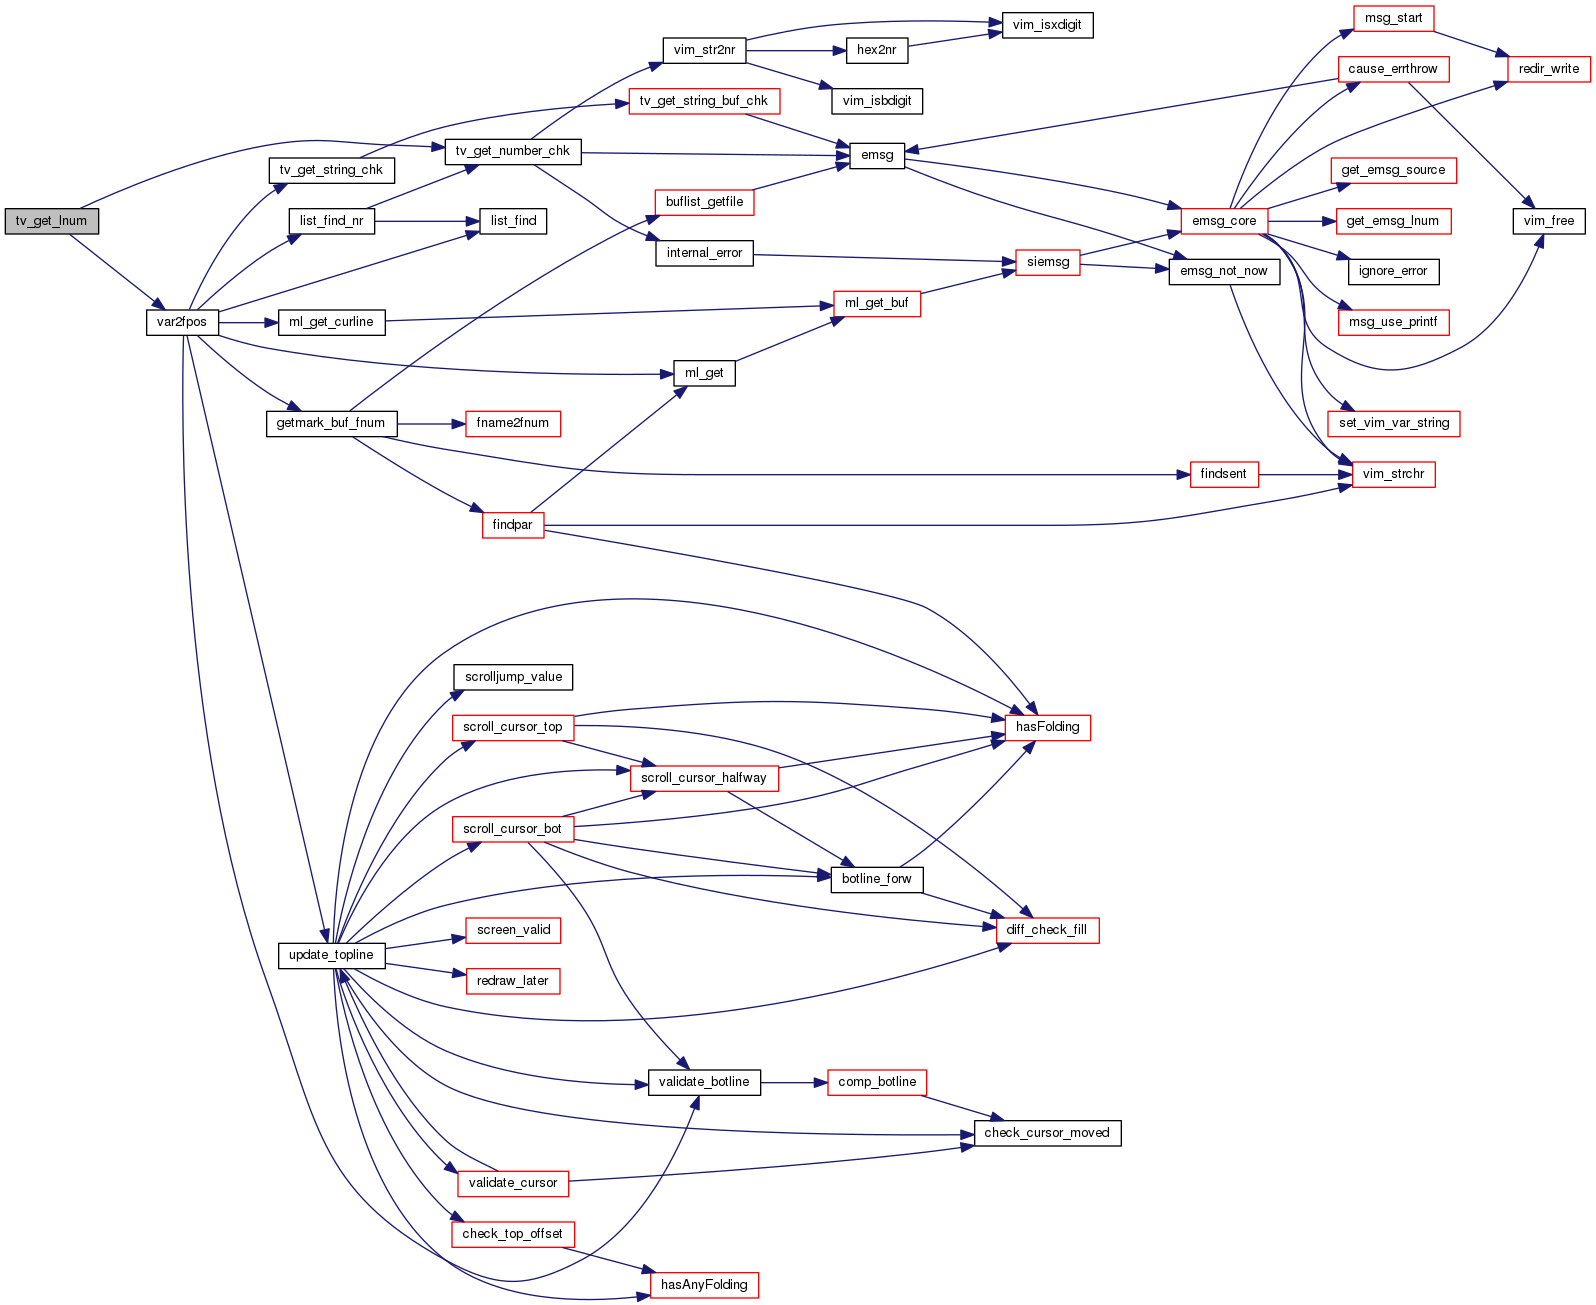 tv_get_lnum
var2fpos
tv_get_string_chk
list_find_nr
ml_get_curline
getmark_buf_fnum
update_topline
tv_get_number_chk
list_find
fname2fnum
findpar
scrolljump_value
scroll_cursor_top
scroll_cursor_bot
screen_valid
redraw_later
validate_cursor
check_top_offset
vim_str2nr
tv_get_string_buf_chk
buflist_getfile
internal_error
ml_get
scroll_cursor_halfway
validate_botline
hasAnyFolding
hex2nr
vim_isbdigit
emsg
ml_get_buf
botline_forw
comp_botline
vim_isxdigit
siemsg
hasFolding
diff_check_fill
check_cursor_moved
emsg_core
emsg_not_now
findsent
msg_start
cause_errthrow
get_emsg_source
get_emsg_lnum
ignore_error
msg_use_printf
set_vim_var_string
vim_strchr
redir_write
vim_free